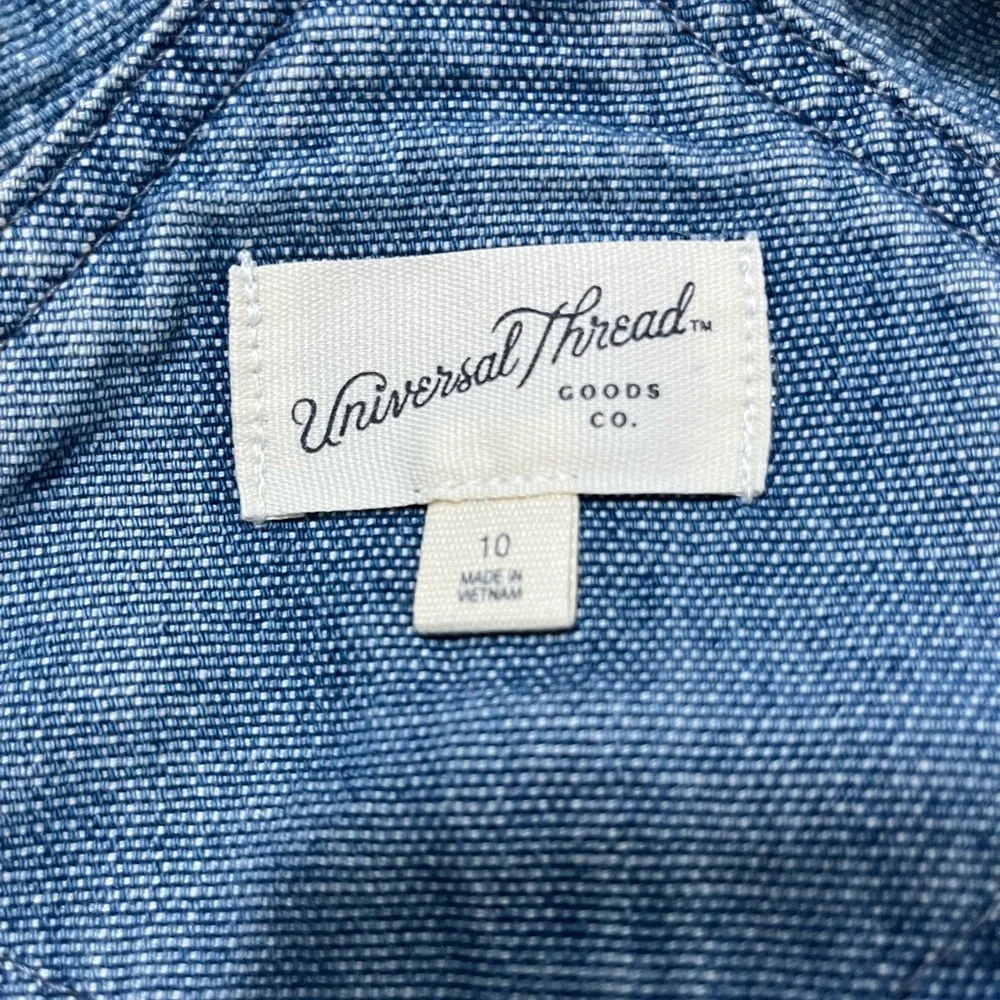 Universal Thread™
GOODS
CO.
10
MADE IN
VIETNAM